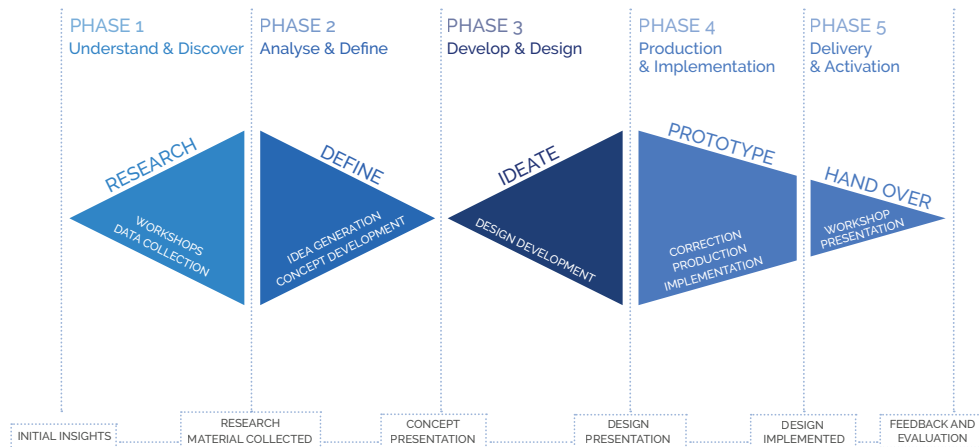 PHASE 1
Understand & Discover
PHASE 2
Analyse & Define
PHASE 3
Develop & Design
PHASE 4
Production
& Implementation
PHASE 5
Delivery
& Activation
RESEARCH
WORKSHOPS
DATA COLLECTION
DEFINE
IDEA GENERATION
CONCEPT DEVELOPMENT
IDEATE
DESIGN DEVELOPMENT
PROTOTYPE
CORRECTION
PRODUCTION
IMPLEMENTATION
HAND OVER
WORKSHOP
PRESENTATION
INITIAL INSIGHTS
RESEARCH
MATERIAL COLLECTED
CONCEPT
PRESENTATION
DESIGN
PRESENTATION
DESIGN
IMPLEMENTED
FEEDBACK AND
EVALUATION